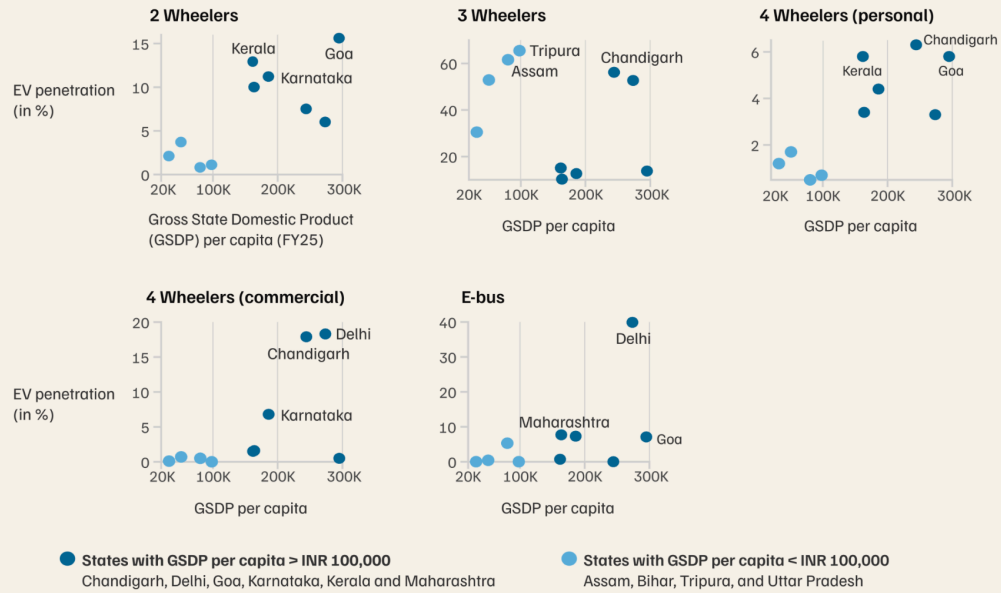 2 Wheelers
EV penetration
(in %)
15
10
5
0
Kerala
Goa
Karnataka
20K 100K 200K 300K
Gross State Domestic Product
(GSDP) per capita (FY25)
3 Wheelers
60
40
20
Tripura
Assam
Chandigarh
20K 100K 200K 300K
GSDP per capita
4 Wheelers (personal)
6
4
2
Chandigarh
Kerala
Goa
20K 100K 200K 300K
GSDP per capita
4 Wheelers (commercial)
EV penetration
(in %)
20
15
10
5
0
Delhi
Chandigarh
Karnataka
20K 100K 200K 300K
GSDP per capita
E-bus
40
30
20
10
0
Delhi
Maharashtra
Goa
20K 100K 200K 300K
GSDP per capita
States with GSDP per capita > INR 100,000
Chandigarh, Delhi, Goa, Karnataka, Kerala and Maharashtra
States with GSDP per capita < INR 100,000
Assam, Bihar, Tripura, and Uttar Pradesh